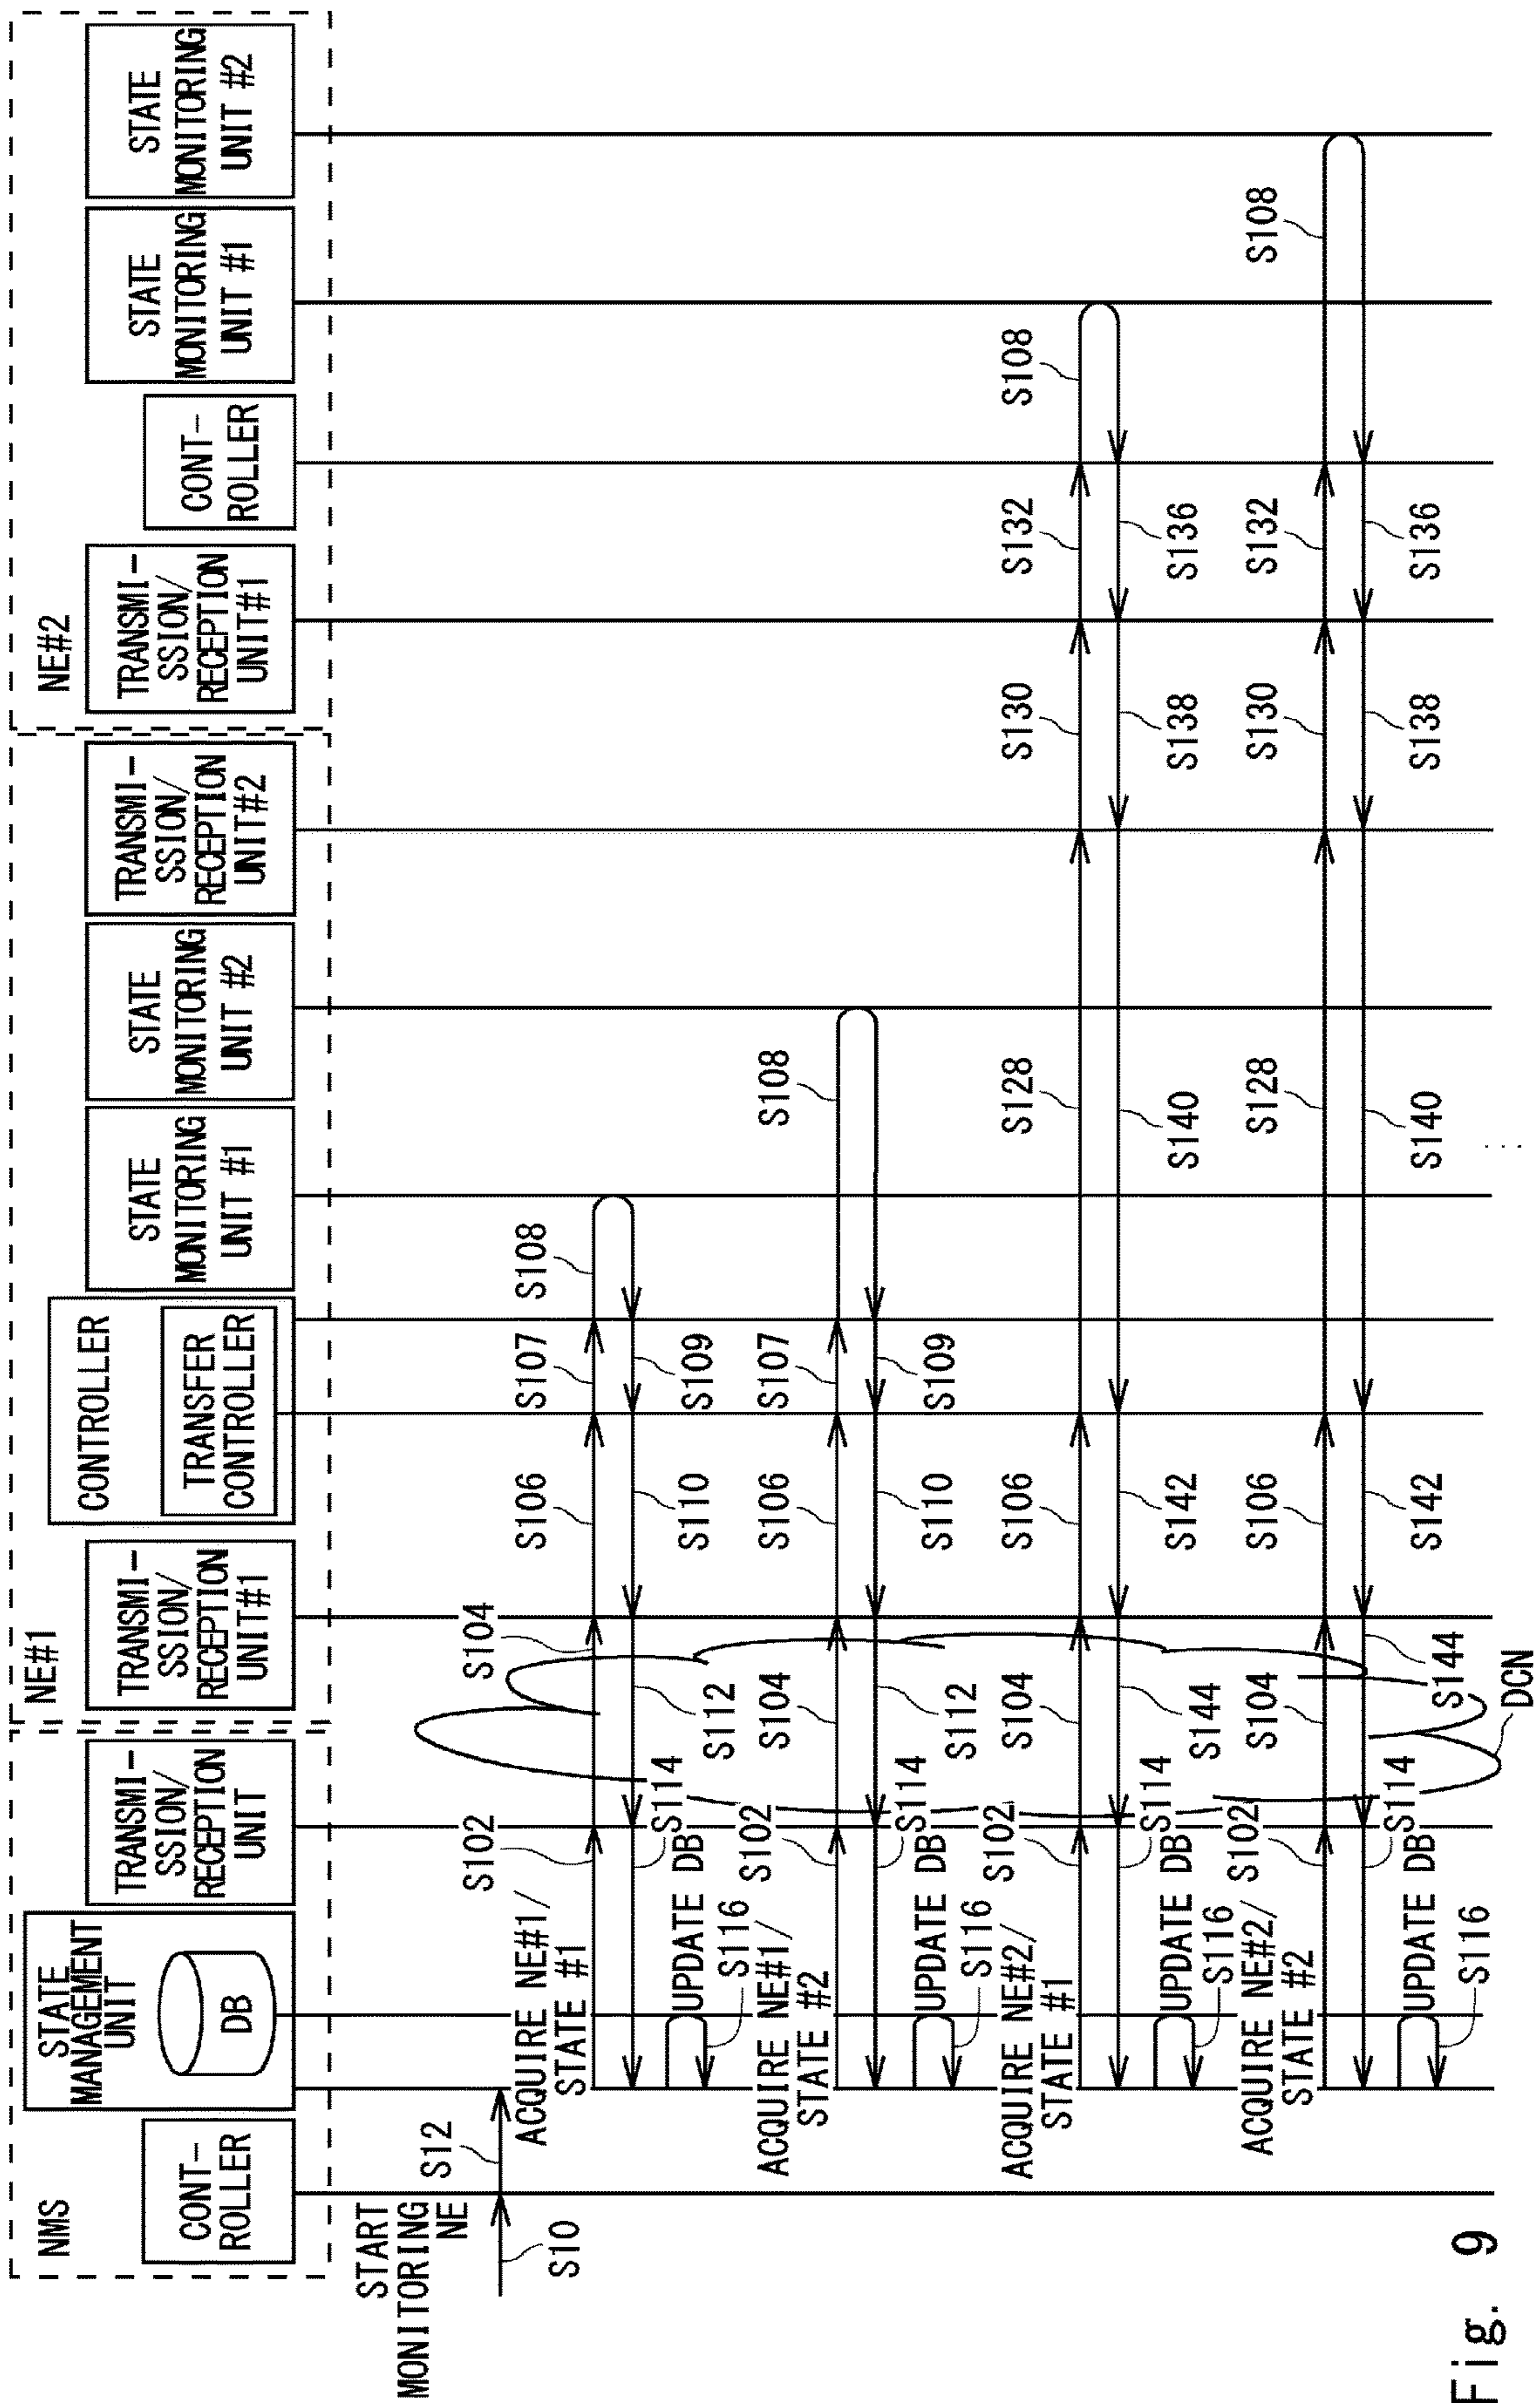 NMS
CONT-
ROLLER
STATE
MANAGEMENT
UNIT
DB
TRANSMI-
SSION/
RECEPTION
UNIT
NE#1
TRANSMI-
SSION/
RECEPTION
UNIT#1
CONTROLLER
TRANSFER
CONTROLLER
STATE
MONITORING
UNIT #1
STATE
MONITORING
UNIT #2
TRANSMI-
SSION/
RECEPTION
UNIT#2
NE#2
TRANSMI-
SSION/
RECEPTION
UNIT#1
CONT-
ROLLER
STATE
MONITORING
UNIT #1
STATE
MONITORING
UNIT #2
START
MONITORING
NE
S10
S12
ACQUIRE NE#1/
STATE #1
S102
S104
S106
S107
S108
S109
S110
S112
S114
UPDATE DB
S116
ACQUIRE NE#1/
STATE #2
S102
S104
S106
S107
S108
S109
S110
S112
S114
UPDATE DB
S116
ACQUIRE NE#2/
STATE #1
S102
S104
S106
S128
S130
S132
S108
S136
S138
S140
S142
S144
S114
UPDATE DB
S116
ACQUIRE NE#2/
STATE #2
S102
S104
S106
S128
S130
S132
S108
S136
S138
S140
S142
S144
S114
UPDATE DB
S116
DCN
...
Fig. 9